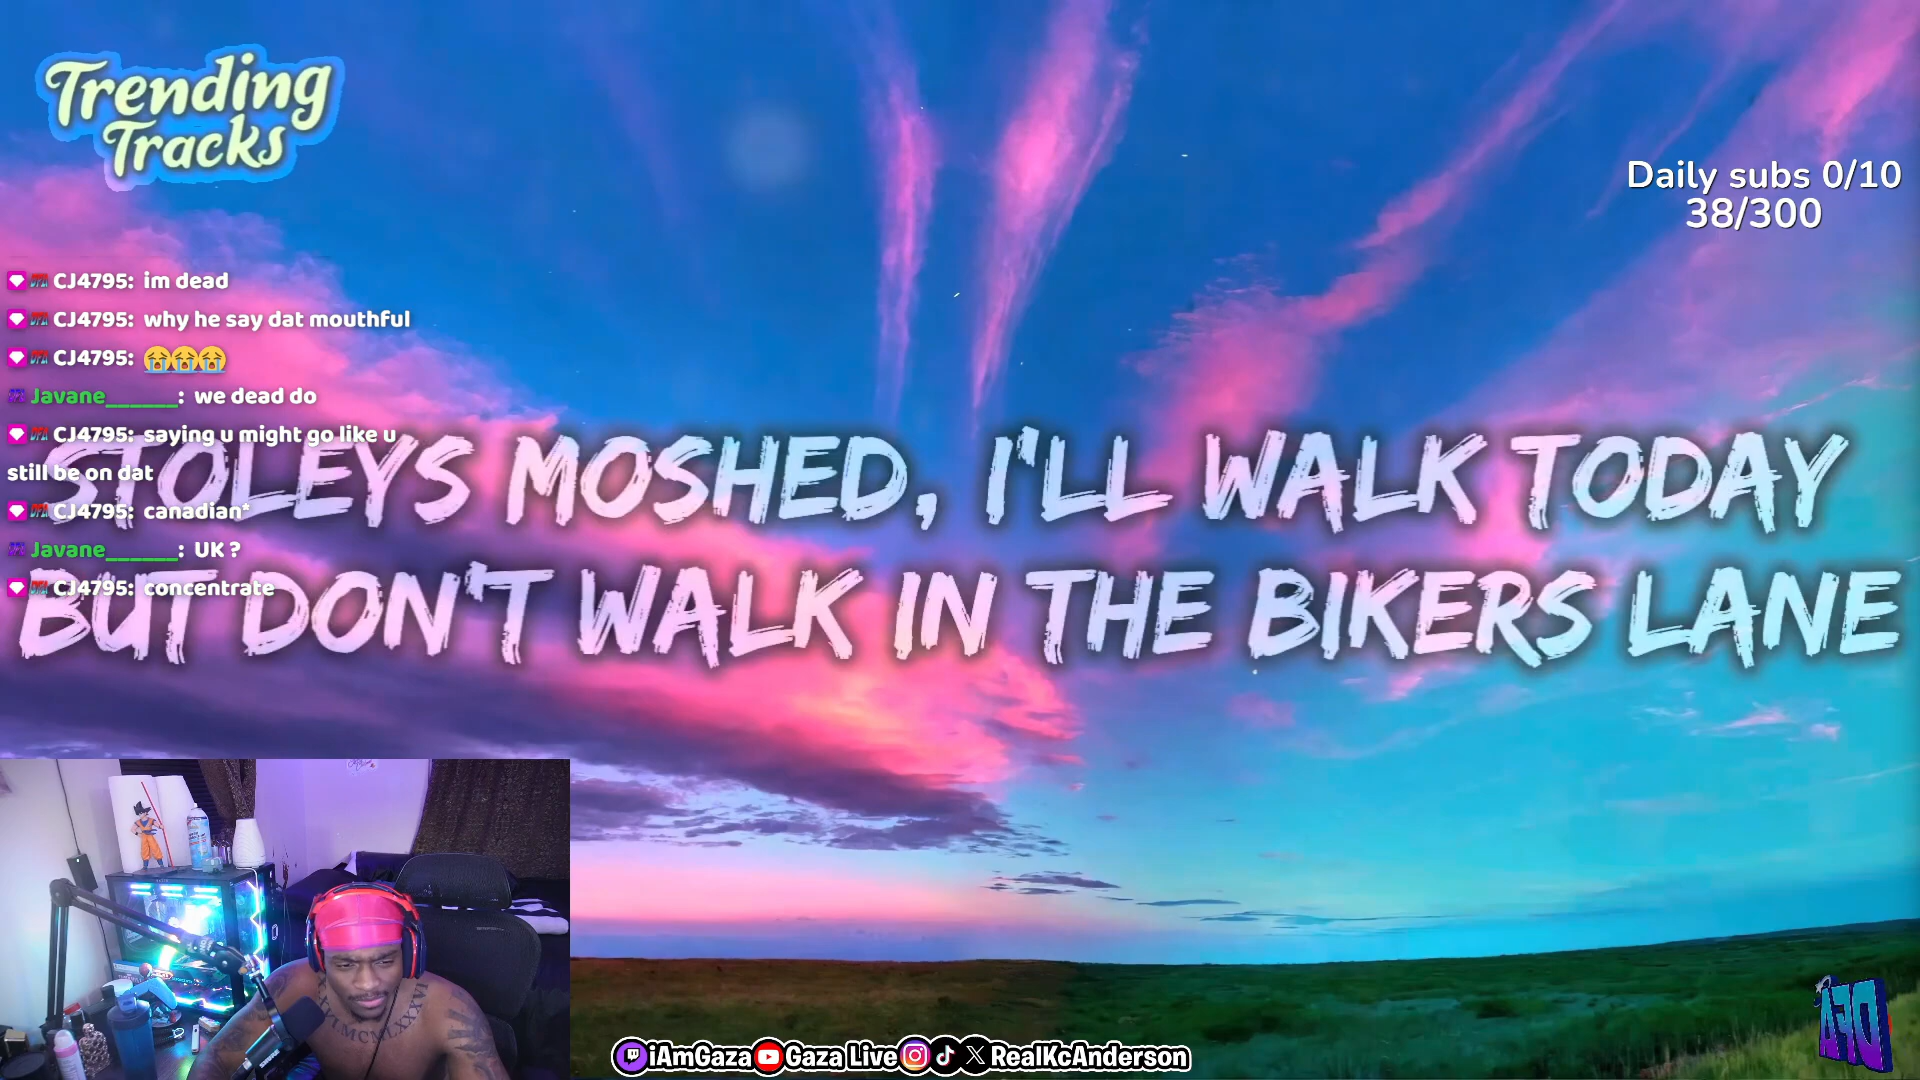 Trending
Tracks
Daily subs 0/10
38/300
CJ4795: im dead
CJ4795: why he say dat mouthful
CJ4795: 😭😭😭
Javane______: we dead do
CJ4795: saying u might go like u
still be on dat
CJ4795: canadian*
Javane______: UK ?
CJ4795: concentrate
STOLEYS MOSHED, I'LL WALK TODAY
BUT DON'T WALK IN THE BIKERS LANE
iAmGaza Gaza Live RealKcAnderson